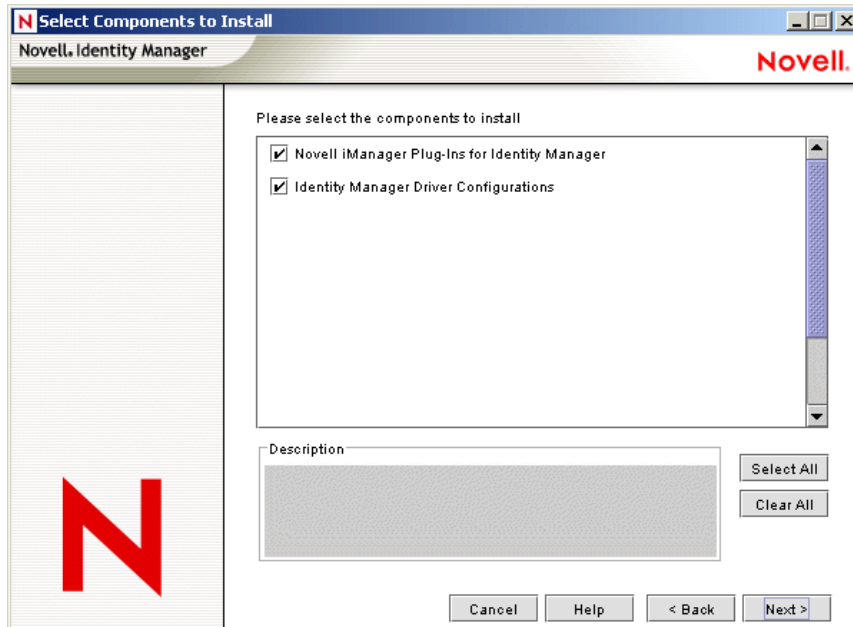 N Select Components to Install
Novell. Identity Manager
Novell.
Please select the components to install
Novell iManager Plug-Ins for Identity Manager
Identity Manager Driver Configurations
Description
Select All
Clear All
N
Cancel Help < Back Next >